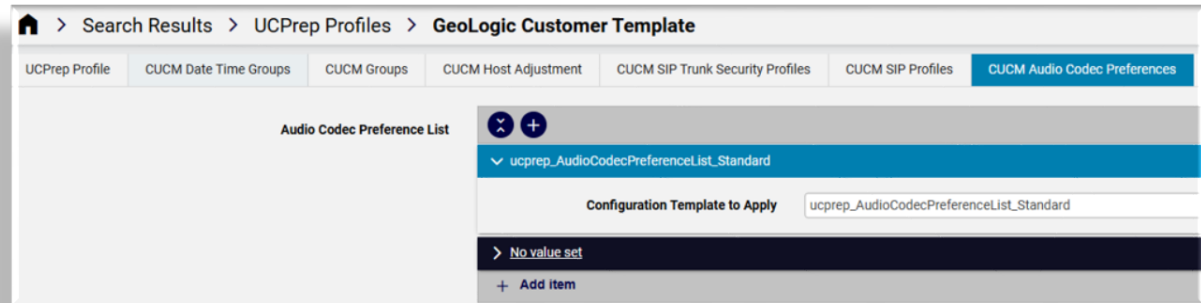 > Search Results > UCPrep Profiles > GeoLogic Customer Template
UCPrep Profile CUCM Date Time Groups CUCM Groups CUCM Host Adjustment CUCM SIP Trunk Security Profiles CUCM SIP Profiles CUCM Audio Codec Preferences
Audio Codec Preference List
ucprep_AudioCodecPreferenceList_Standard
Configuration Template to Apply ucprep_AudioCodecPreferenceList_Standard
No value set
+ Add item